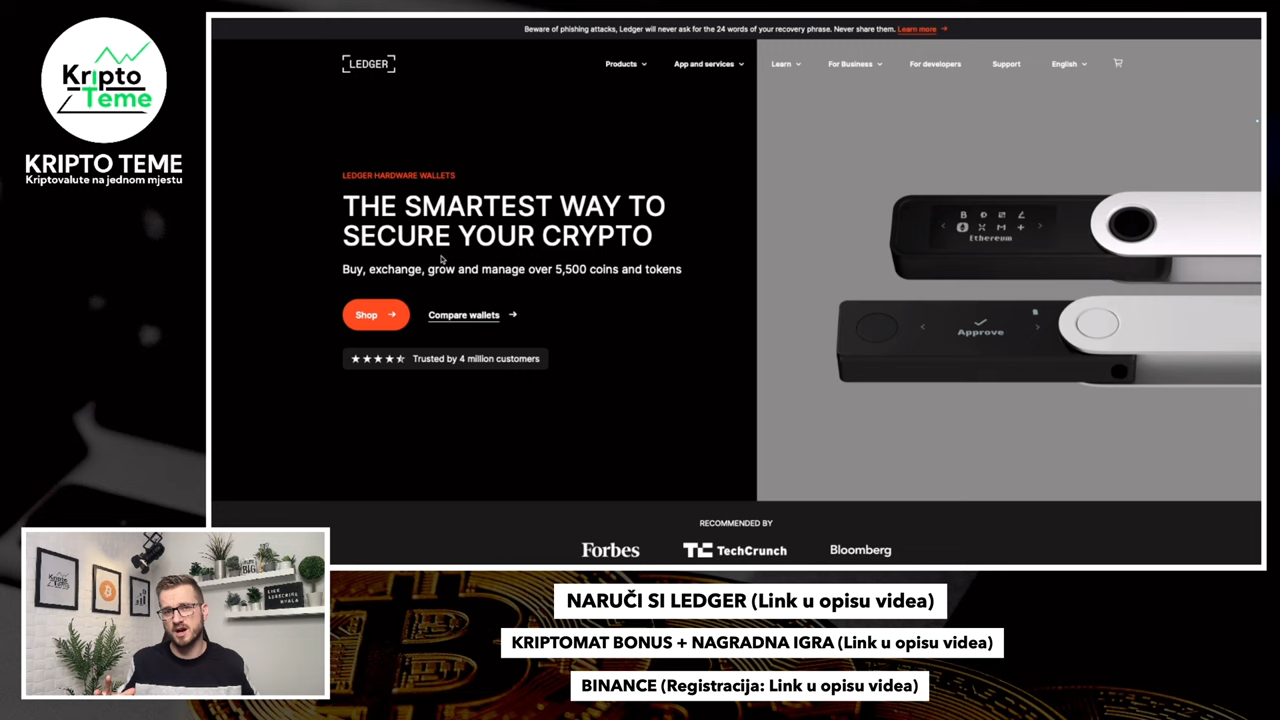 Kripto
Teme
KRIPTO TEME
Kriptovalute na jednom mjestu
Beware of phishing attacks, Ledger will never ask for the 24 words of your recovery phrase. Never share them. Learn more
LEDGER
Products
App and services
Learn
For Business
For developers
Support
English
LEDGER HARDWARE WALLETS
THE SMARTEST WAY TO
SECURE YOUR CRYPTO
Buy, exchange, grow and manage over 5,500 coins and tokens
Shop
Compare wallets
Trusted by 4 million customers
Ethereum
Approve
RECOMMENDED BY
Forbes
TC TechCrunch
Bloomberg
Kripto
Teme
BIG
NARUČI SI LEDGER (Link u opisu videa)
KRIPTOMAT BONUS + NAGRADNA IGRA (Link u opisu videa)
BINANCE (Registracija: Link u opisu videa)